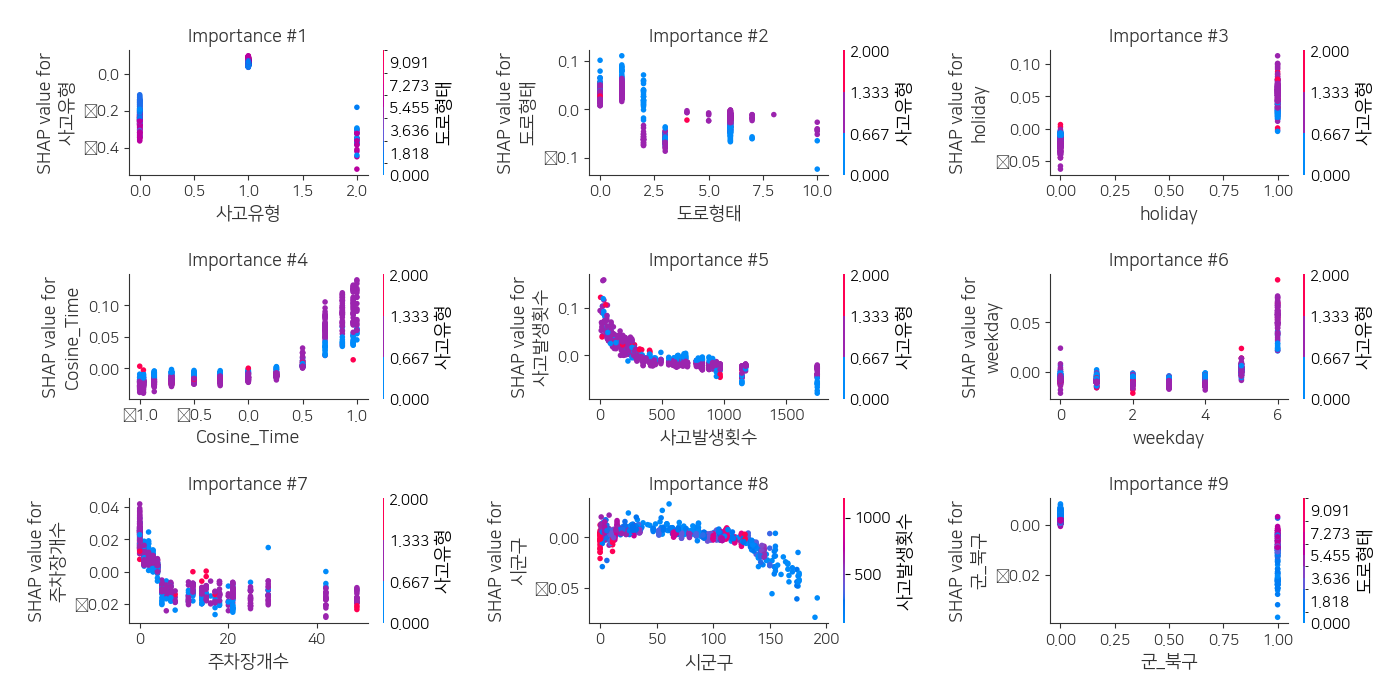 Importance #1
SHAP value for
사고유형
0.0
0.2
0.4
0.0
0.5
1.0
1.5
2.0
사고유형
9.091
7.273
5.455
3.636
1.818
0.000
도로형태
Importance #2
SHAP value for
도로형태
0.1
0.0
0.1
0.0
2.5
5.0
7.5
10.0
도로형태
2.000
1.333
0.667
0.000
사고유형
Importance #3
SHAP value for
holiday
0.10
0.05
0.00
0.05
0.00
0.25
0.50
0.75
1.00
holiday
2.000
1.333
0.667
0.000
사고유형
Importance #4
SHAP value for
Cosine_Time
0.10
0.05
0.00
1.0
0.5
0.0
0.5
1.0
Cosine_Time
2.000
1.333
0.667
0.000
사고유형
Importance #5
SHAP value for
사고발생횟수
0.1
0.0
0
500
1000
1500
사고발생횟수
2.000
1.333
0.667
0.000
사고유형
Importance #6
SHAP value for
weekday
0.05
0.00
0
2
4
6
weekday
2.000
1.333
0.667
0.000
사고유형
Importance #7
SHAP value for
주차장개수
0.04
0.02
0.00
0.02
0
20
40
주차장개수
2.000
1.333
0.667
0.000
사고유형
Importance #8
SHAP value for
시군구
0.00
0.05
0
50
100
150
200
시군구
1000
500
사고발생횟수
Importance #9
SHAP value for
군_북구
0.00
0.02
0.00
0.25
0.50
0.75
1.00
군_북구
9.091
7.273
5.455
3.636
1.818
0.000
도로형태